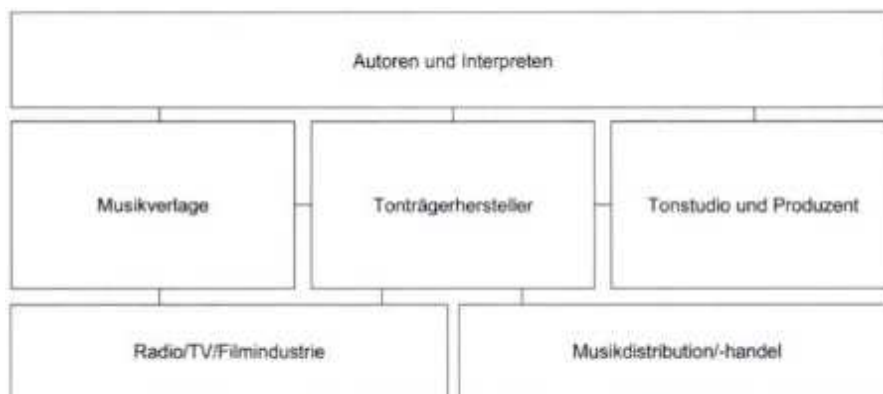 Autoren und Interpreten
Musikverlage
Tonträgerhersteller
Tonstudio und Produzent
Radio/TV/Filmindustrie
Musikdistribution/-handel